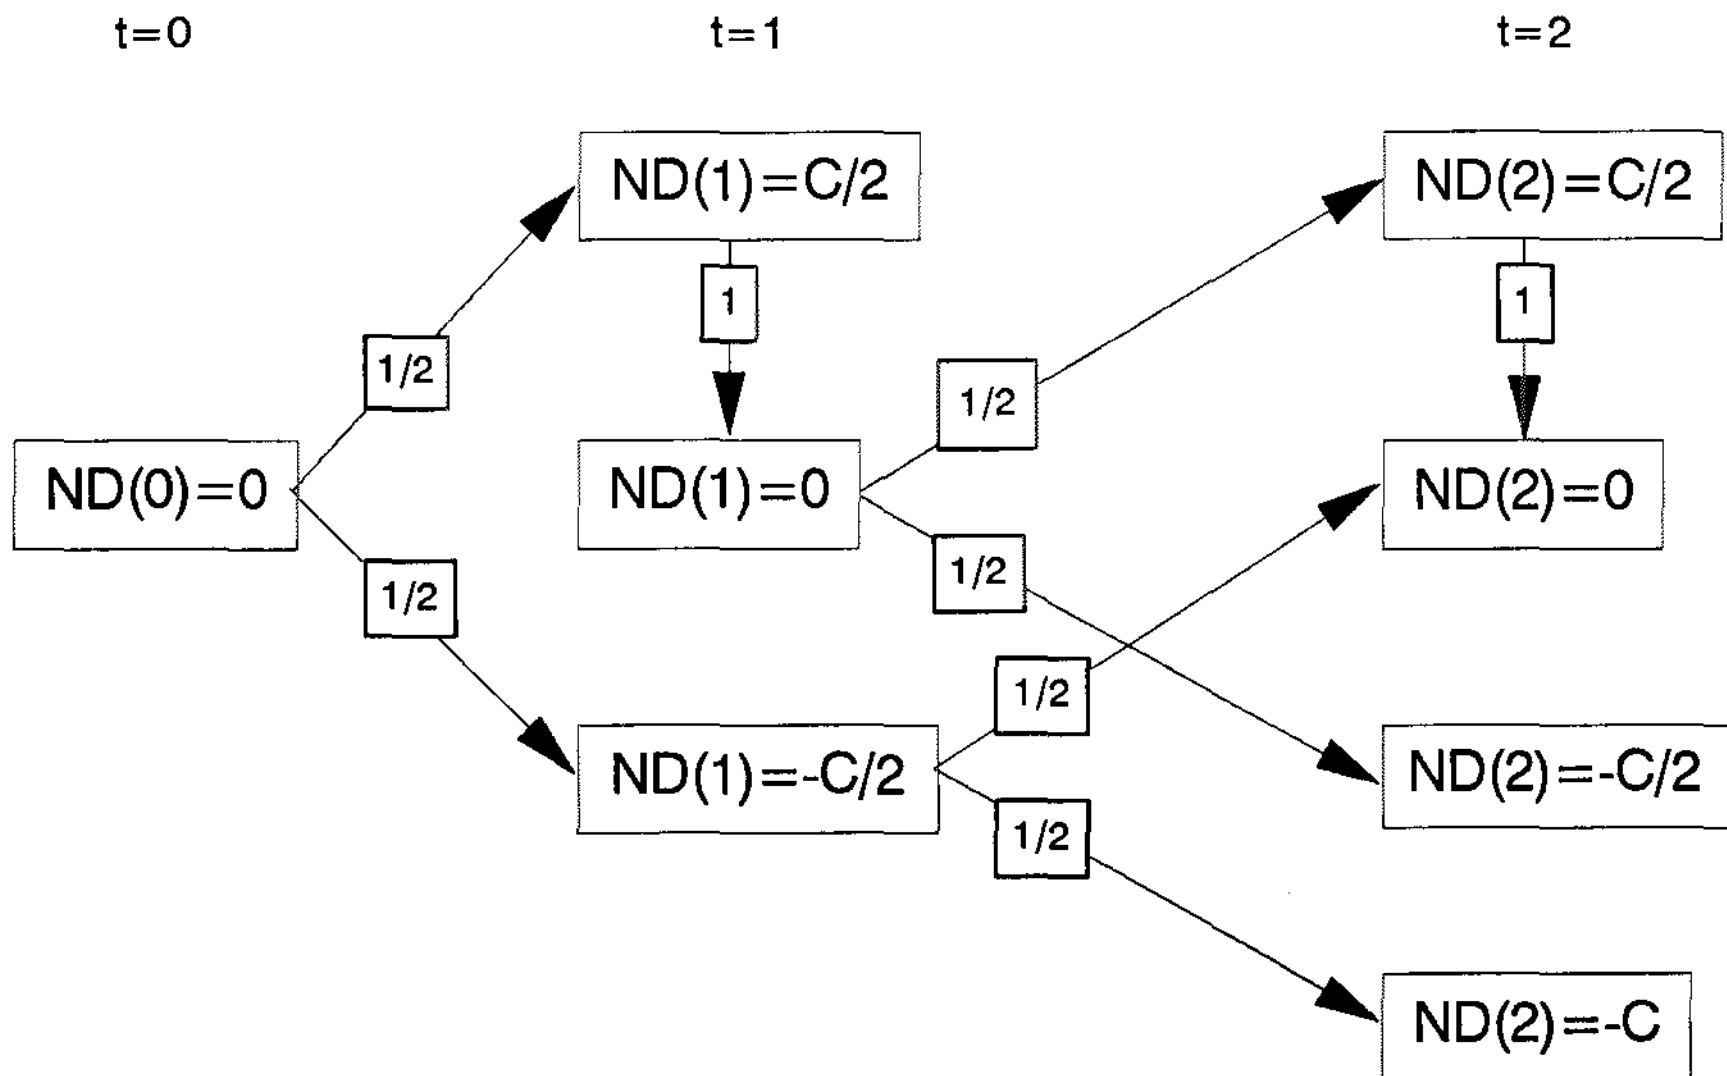 t=0 t=1 t=2
ND(1)=C/2 ND(2)=C/2
1 1
1/2 1/2
ND(0)=0 ND(1)=0 ND(2)=0
1/2 1/2
1/2
ND(1)=-C/2 ND(2)=-C/2
1/2
ND(2)=-C